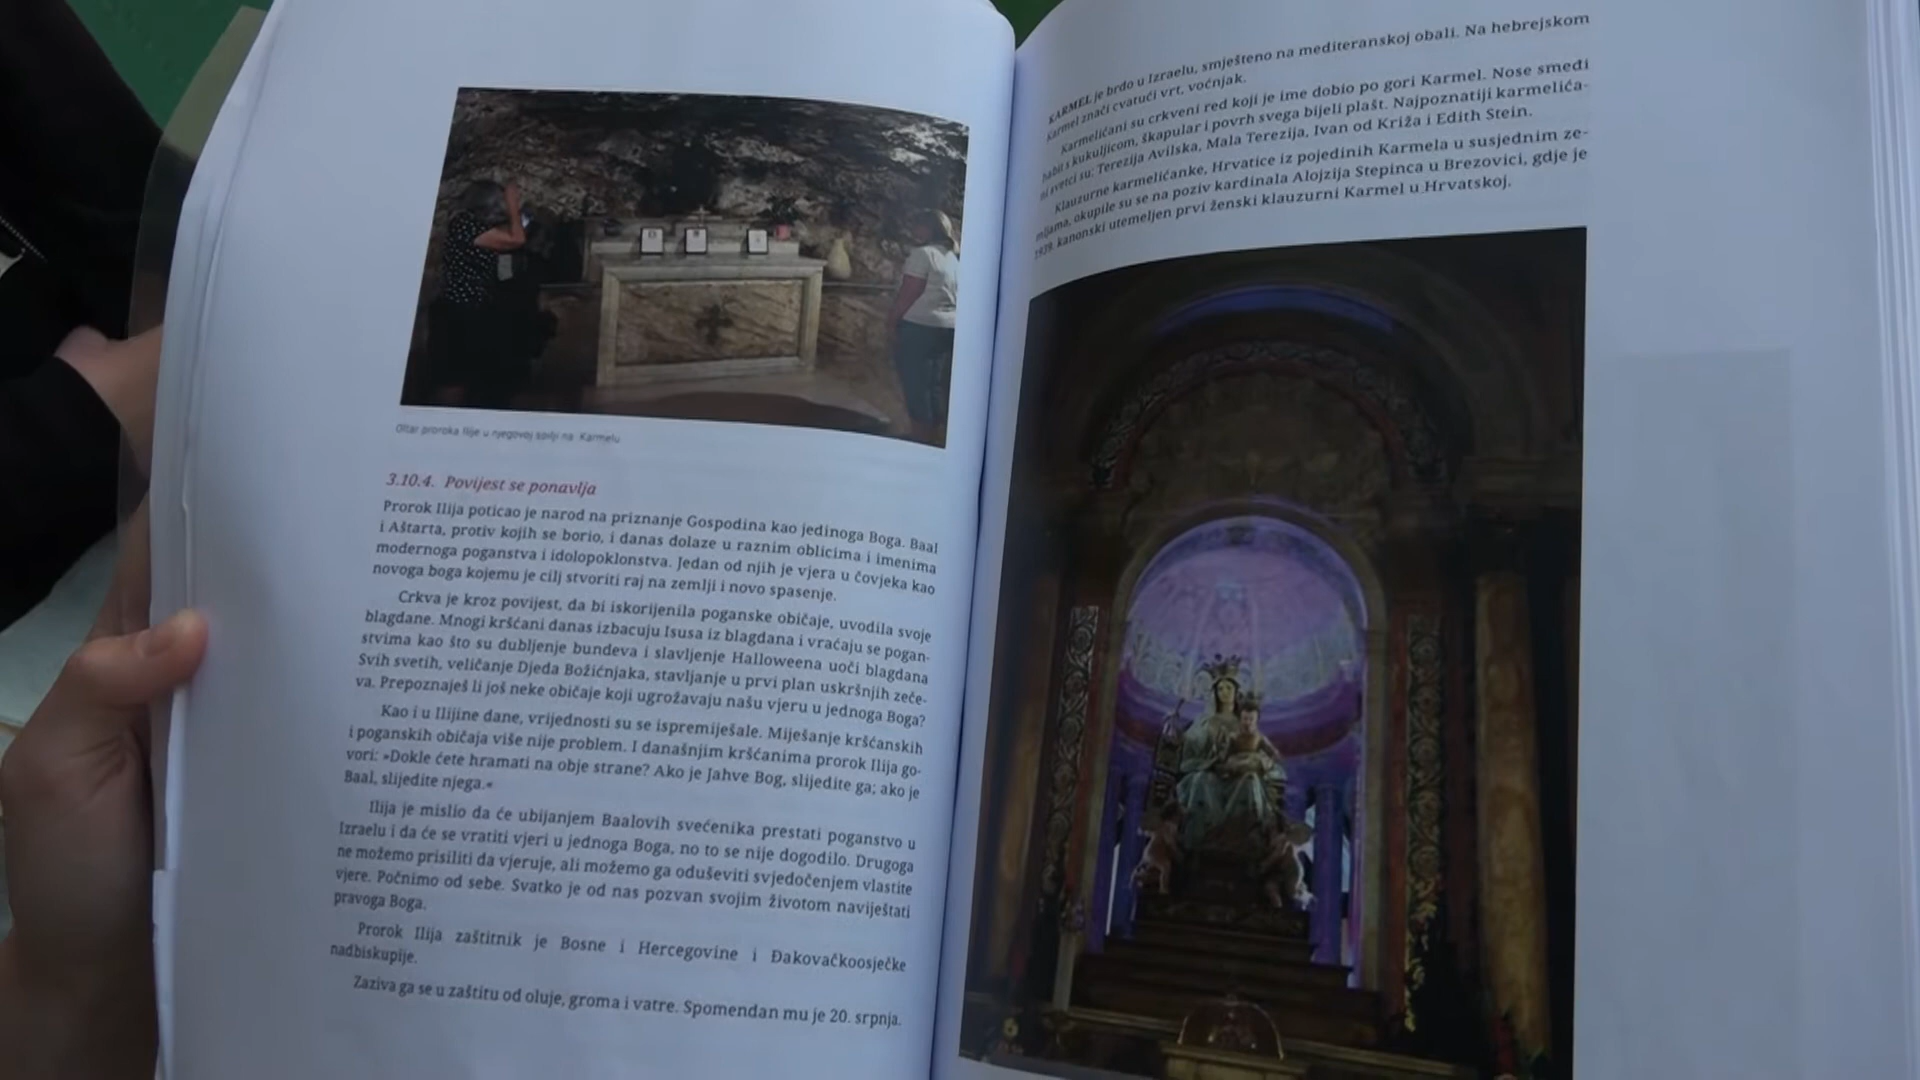 Oltar proroka Ilije u njegovoj spilji na Karmelu
3.10.4. Povijest se ponavlja
Prorok Ilija poticao je narod na priznanje Gospodina kao jedinoga Boga. Baal
i Aštarta, protiv kojih se borio, i danas dolaze u raznim oblicima i imenima
modernoga poganstva i idolopoklonstva. Jedan od njih je vjera u čovjeka kao
novoga boga kojemu je cilj stvoriti raj na zemlji i novo spasenje.
Crkva je kroz povijest, da bi iskorijenila poganske običaje, uvodila svoje
blagdane. Mnogi kršćani danas izbacuju Isusa iz blagdana i vraćaju se pogan-
stvima kao što su dubljenje bundeva i slavljenje Halloweena uoči blagdana
Svih svetih, veličanje Djeda Božićnjaka, stavljanje u prvi plan uskršnjih zeče-
va. Prepoznaješ li još neke običaje koji ugrožavaju našu vjeru u jednoga Boga?
Kao i u Ilijine dane, vrijednosti su se ispremiješale. Miješanje kršćanskih
i poganskih običaja više nije problem. I današnjim kršćanima prorok Ilija go-
vori: »Dokle ćete hramati na obje strane? Ako je Jahve Bog, slijedite ga; ako je
Baal, slijedite njega.«
Ilija je mislio da će ubijanjem Baalovih svećenika prestati poganstvo u
Izraelu i da će se vratiti vjeri u jednoga Boga, no to se nije dogodilo. Drugoga
ne možemo prisiliti da vjeruje, ali možemo ga oduševiti svjedočenjem vlastite
vjere. Počnimo od sebe. Svatko je od nas pozvan svojim životom naviještati
pravoga Boga.
Prorok Ilija zaštitnik je Bosne i Hercegovine i Đakovačkoosječke
nadbiskupije.
Zaziva ga se u zaštitu od oluje, groma i vatre. Spomendan mu je 20. srpnja.
KARMEL je brdo u Izraelu, smješteno na mediteranskoj obali. Na hebrejskom
karmel znači cvatući vrt, voćnjak.
Karmelićani su crkveni red koji je ime dobio po gori Karmel. Nose smeđi
habit s kukuljicom, škapular i povrh svega bijeli plašt. Najpoznatiji karmelića-
ni sveci su: Terezija Avilska, Mala Terezija, Ivan od Križa i Edith Stein.
Klauzurne karmelićanke, Hrvatice iz pojedinih Karmela u susjednim ze-
mljama, okupile su se na poziv kardinala Alojzija Stepinca u Brezovici, gdje je
1939. kanonski utemeljen prvi ženski klauzurni Karmel u Hrvatskoj.